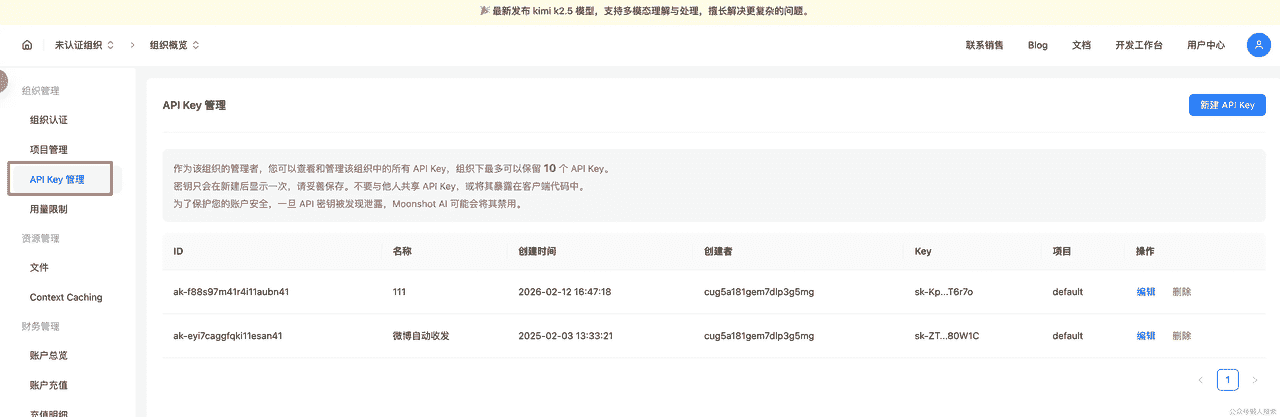 最新发布 kimi k2.5 模型，支持多模态理解与处理，擅长解决更复杂的问题。
未认证组织 > 组织概览 联系销售 Blog 文档 开发工作台 用户中心
组织管理
组织认证
项目管理
API Key 管理
用量限制
资源管理
文件
Context Caching
财务管理
账户总览
账户充值
充值明细
API Key 管理 新建 API Key
作为该组织的管理者，您可以查看和管理该组织中的所有 API Key，组织下最多可以保留 10 个 API Key。
密钥只会在新建后显示一次，请妥善保存。不要与他人共享 API Key，或将其暴露在客户端代码中。
为了保护您的账户安全，一旦 API 密钥被发现泄露，Moonshot AI 可能会将其禁用。
ID 名称 创建时间 创建者 Key 项目 操作
ak-f88s97m41r4i11aubn41 111 2026-02-12 16:47:18 cug5a181gem7dlp3g5mg sk-Kp...T6r7o default 编辑 删除
ak-eyi7caggfqki11esan41 微博自动收发 2025-02-03 13:33:21 cug5a181gem7dlp3g5mg sk-ZT...80W1C default 编辑 删除
< 1 >